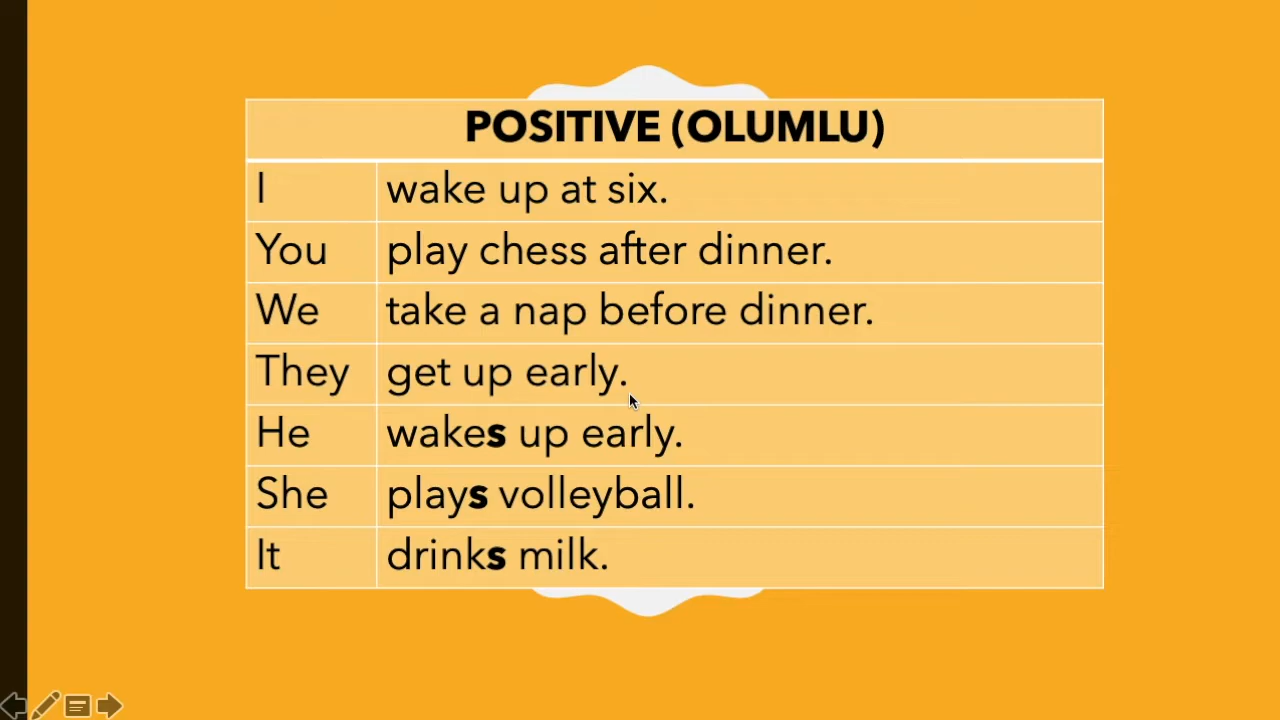 POSITIVE (OLUMLU)
I wake up at six.
You play chess after dinner.
We take a nap before dinner.
They get up early.
He wakes up early.
She plays volleyball.
It drinks milk.